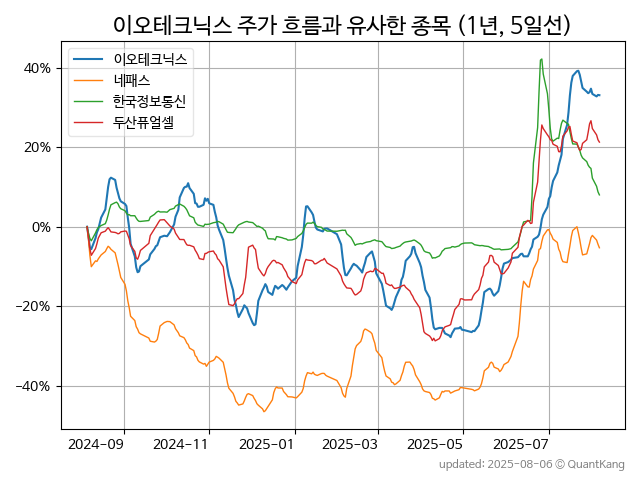 이오테크닉스 주가 흐름과 유사한 종목 (1년, 5일선)
이오테크닉스
네패스
한국정보통신
두산퓨얼셀
40%
20%
0%
−20%
−40%
2024-09 2024-11 2025-01 2025-03 2025-05 2025-07
updated: 2025-08-06 © QuantKang